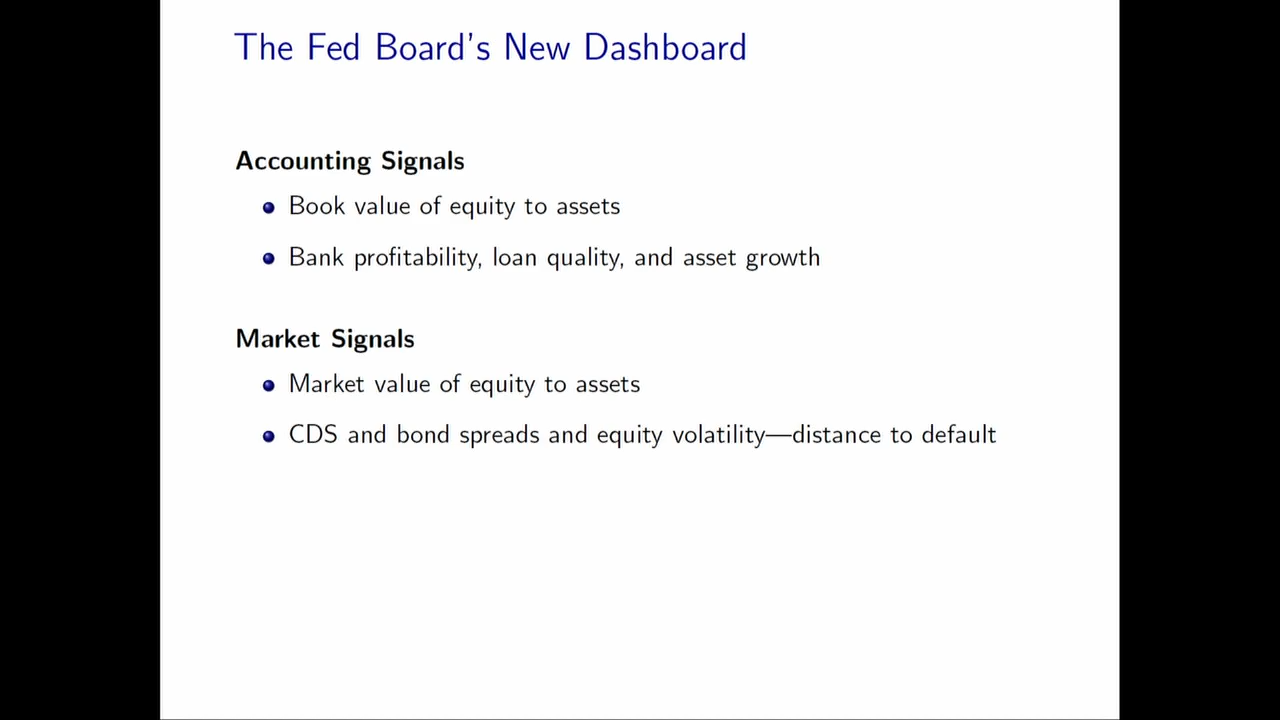 The Fed Board's New Dashboard
Accounting Signals
Book value of equity to assets
Bank profitability, loan quality, and asset growth
Market Signals
Market value of equity to assets
CDS and bond spreads and equity volatility—distance to default